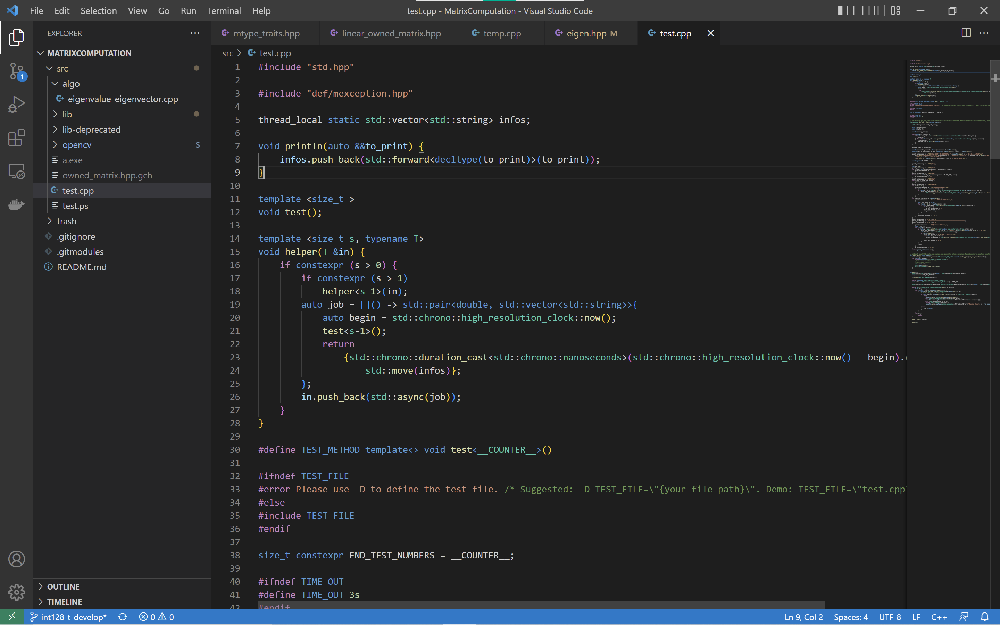 File Edit Selection View Go Run Terminal Help
test.cpp - MatrixComputation - Visual Studio Code
EXPLORER
MATRIXCOMPUTATION
src
algo
eigenvalue_eigenvector.cpp
lib
lib-deprecated
opencv S
a.exe
owned_matrix.hpp.gch
test.cpp
test.ps
trash
.gitignore
.gitmodules
README.md
OUTLINE
TIMELINE
1
mtype_traits.hpp linear_owned_matrix.hpp temp.cpp eigen.hpp M test.cpp
src > test.cpp
1 #include "std.hpp"
2
3 #include "def/mexception.hpp"
4
5 thread_local static std::vector<std::string> infos;
6
7 void println(auto &&to_print) {
8 infos.push_back(std::forward<decltype(to_print)>(to_print));
9 }
10
11 template <size_t >
12 void test();
13
14 template <size_t s, typename T>
15 void helper(T &in) {
16 if constexpr (s > 0) {
17 if constexpr (s > 1)
18 helper<s-1>(in);
19 auto job = []() -> std::pair<double, std::vector<std::string>>{
20 auto begin = std::chrono::high_resolution_clock::now();
21 test<s-1>();
22 return
23 {std::chrono::duration_cast<std::chrono::nanoseconds>(std::chrono::high_resolution_clock::now() - begin).
24 std::move(infos)};
25 };
26 in.push_back(std::async(job));
27 }
28 }
29
30 #define TEST_METHOD template<> void test<__COUNTER__>()
31
32 #ifndef TEST_FILE
33 #error Please use -D to define the test file. /* Suggested: -D TEST_FILE=\"{your file path}\". Demo: TEST_FILE=\"test.cpp\
34 #else
35 #include TEST_FILE
36 #endif
37
38 size_t constexpr END_TEST_NUMBERS = __COUNTER__;
39
40 #ifndef TIME_OUT
41 #define TIME_OUT 3s
42 #endif
int128-t-develop* 0 0 Ln 9, Col 2 Spaces: 4 UTF-8 LF C++